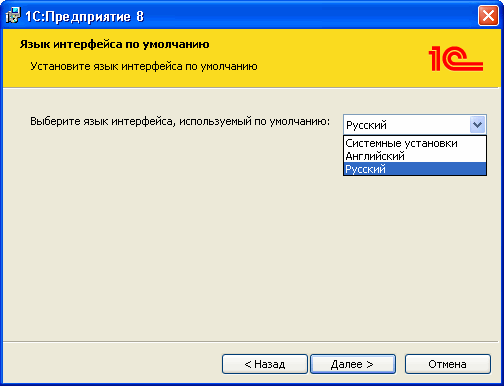 1С:Предприятие 8
Язык интерфейса по умолчанию
Установите язык интерфейса по умолчанию
1С
Выберите язык интерфейса, используемый по умолчанию:
Русский
Системные установки
Английский
Русский
< Назад
Далее >
Отмена